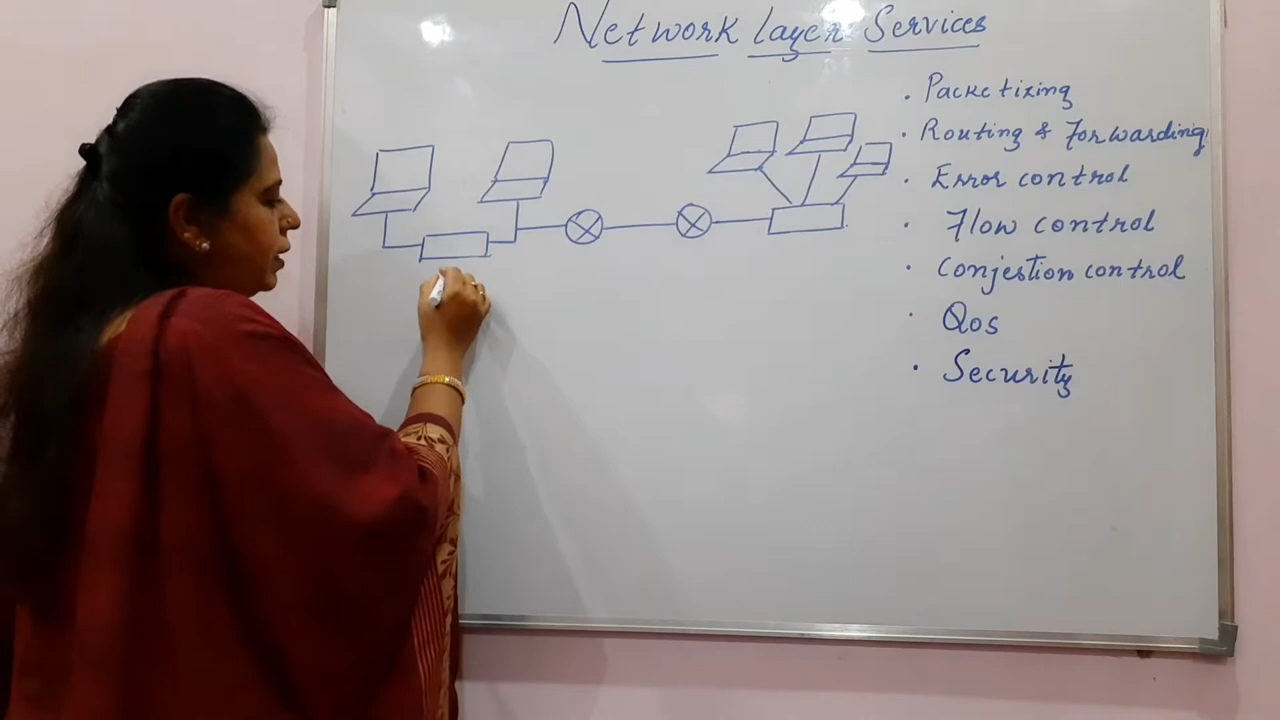 Network Layer Services
. Packetizing
. Routing & Forwarding
. Error control
. Flow control
. Conjestion control
. QoS
. Security